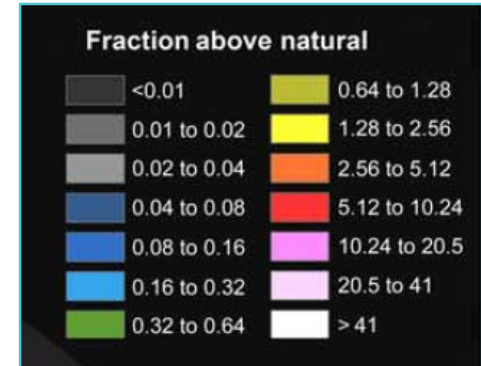 Fraction above natural
<0.01
0.01 to 0.02
0.02 to 0.04
0.04 to 0.08
0.08 to 0.16
0.16 to 0.32
0.32 to 0.64
0.64 to 1.28
1.28 to 2.56
2.56 to 5.12
5.12 to 10.24
10.24 to 20.5
20.5 to 41
> 41